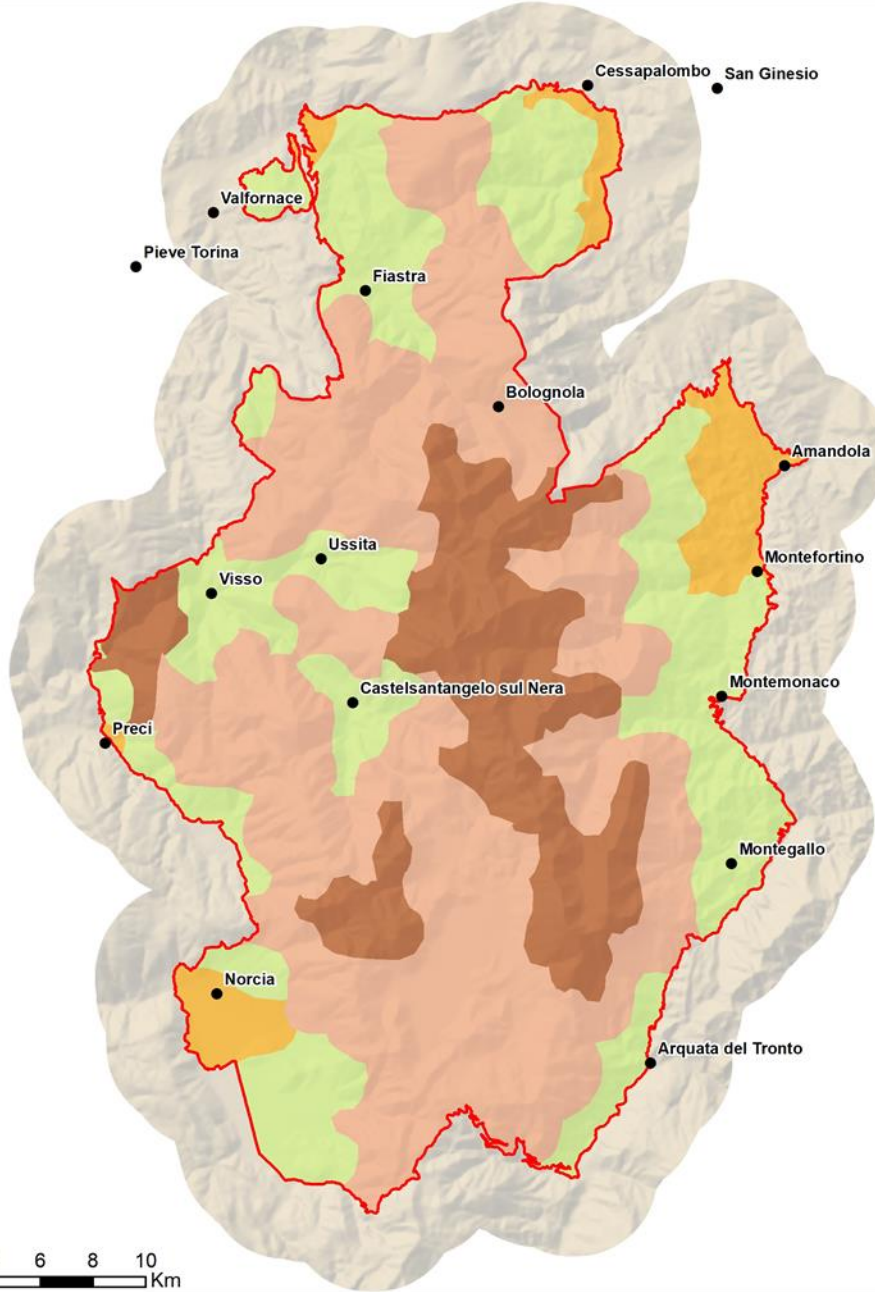 Cessapalombo
San Ginesio
Valfornace
Pieve Torina
Fiastra
Bolognola
Amandola
Ussita
Montefortino
Visso
Castelsantangelo sul Nera
Montemonaco
Preci
Montegallo
Norcia
Arquata del Tronto
6 8 10
Km